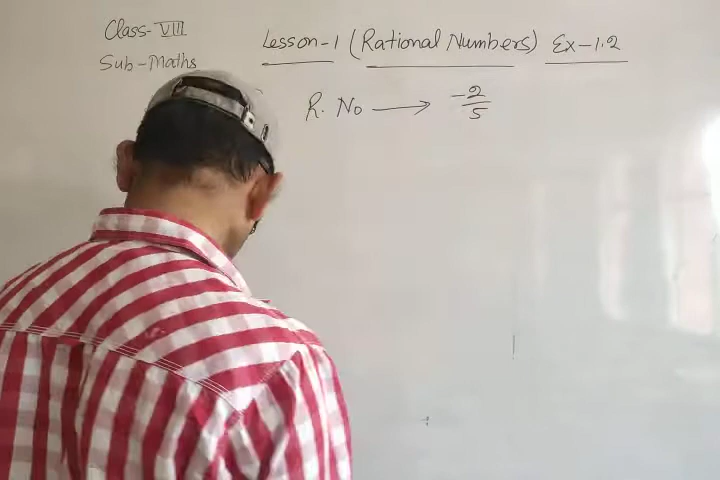 Class-VIII
Sub-Maths
Lesson-1 (Rational Numbers) Ex-1.2
R. No ⟶ -2/5